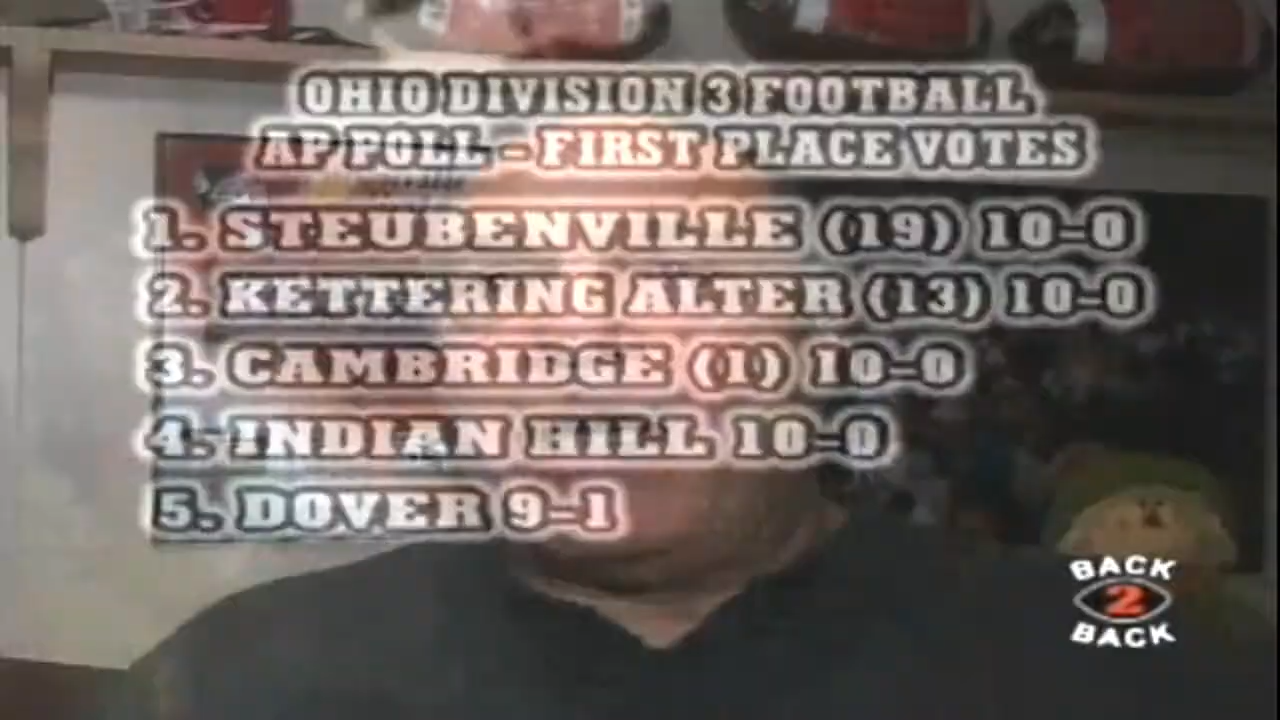 OHIO DIVISION 3 FOOTBALL
AP POLL - FIRST PLACE VOTES
1. STEUBENVILLE (19) 10-0
2. KETTERING ALTER (13) 10-0
3. CAMBRIDGE (1) 10-0
4. INDIAN HILL 10-0
5. DOVER 9-1
BACK
2
BACK